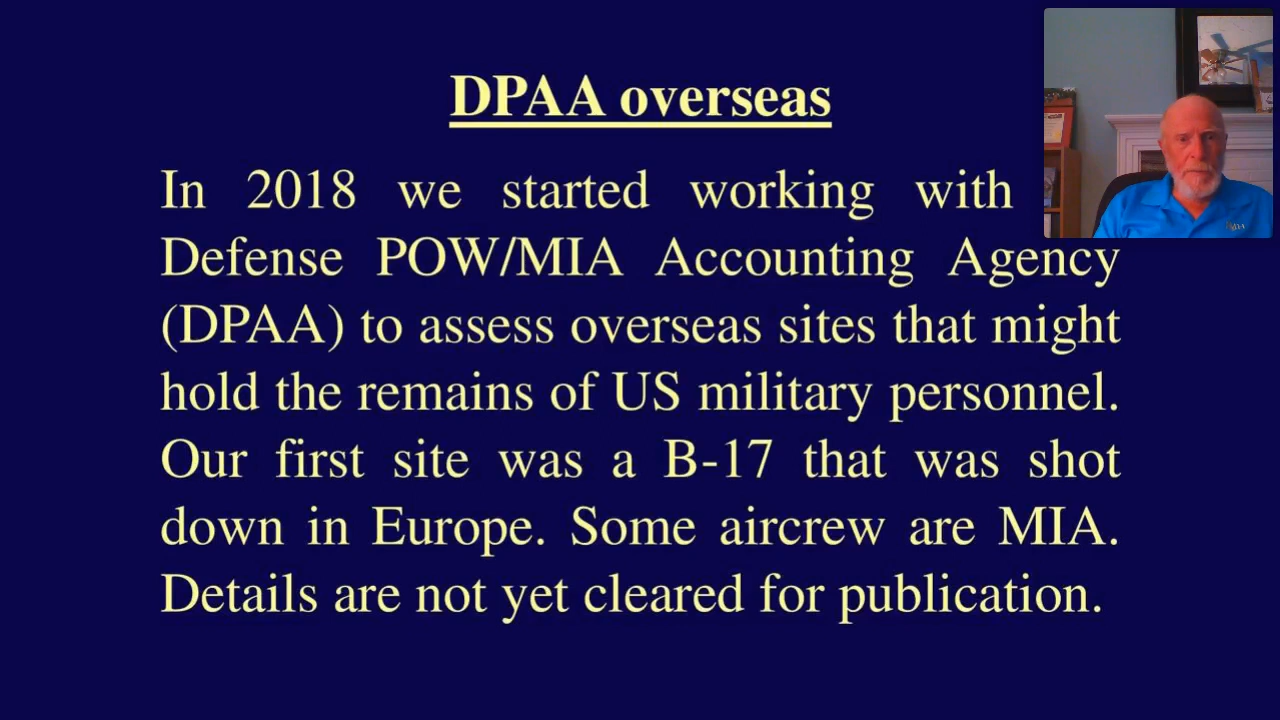 DPAA overseas
In 2018 we started working with
Defense POW/MIA Accounting Agency
(DPAA) to assess overseas sites that might
hold the remains of US military personnel.
Our first site was a B-17 that was shot
down in Europe. Some aircrew are MIA.
Details are not yet cleared for publication.